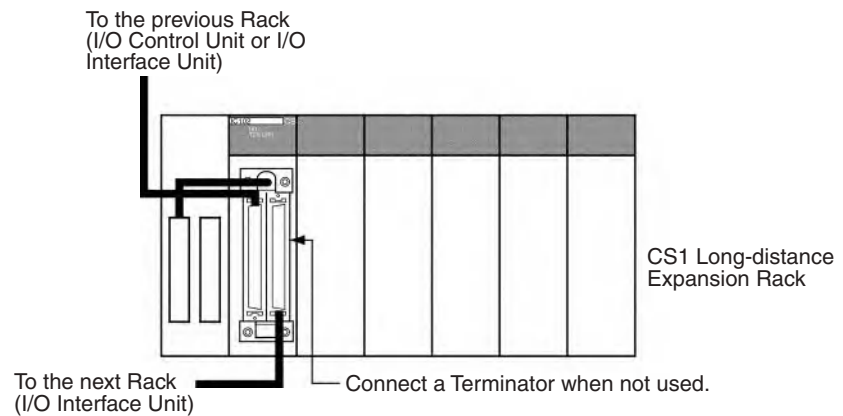 To the previous Rack
(I/O Control Unit or I/O
Interface Unit)
CS1 Long-distance
Expansion Rack
To the next Rack
(I/O Interface Unit)
Connect a Terminator when not used.